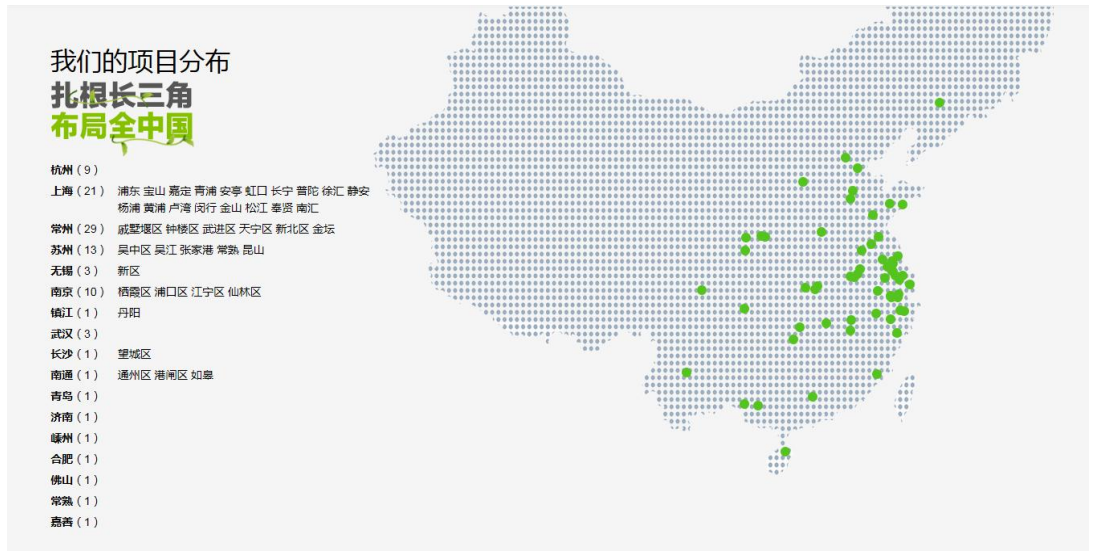 我们的项目分布
扎根长三角
布局全中国
杭州（9）
上海（21） 浦东 宝山 嘉定 青浦 安亭 虹口 长宁 普陀 徐汇 静安
杨浦 黄浦 卢湾 闵行 金山 松江 奉贤 南汇
常州（29） 戚墅堰区 钟楼区 武进区 天宁区 新北区 金坛
苏州（13） 吴中区 吴江 张家港 常熟 昆山
无锡（3） 新区
南京（10） 栖霞区 浦口区 江宁区 仙林区
镇江（1） 丹阳
武汉（3）
长沙（1） 望城区
南通（1） 通州区 港闸区 如皋
青岛（1）
济南（1）
嵊州（1）
合肥（1）
佛山（1）
常熟（1）
嘉善（1）